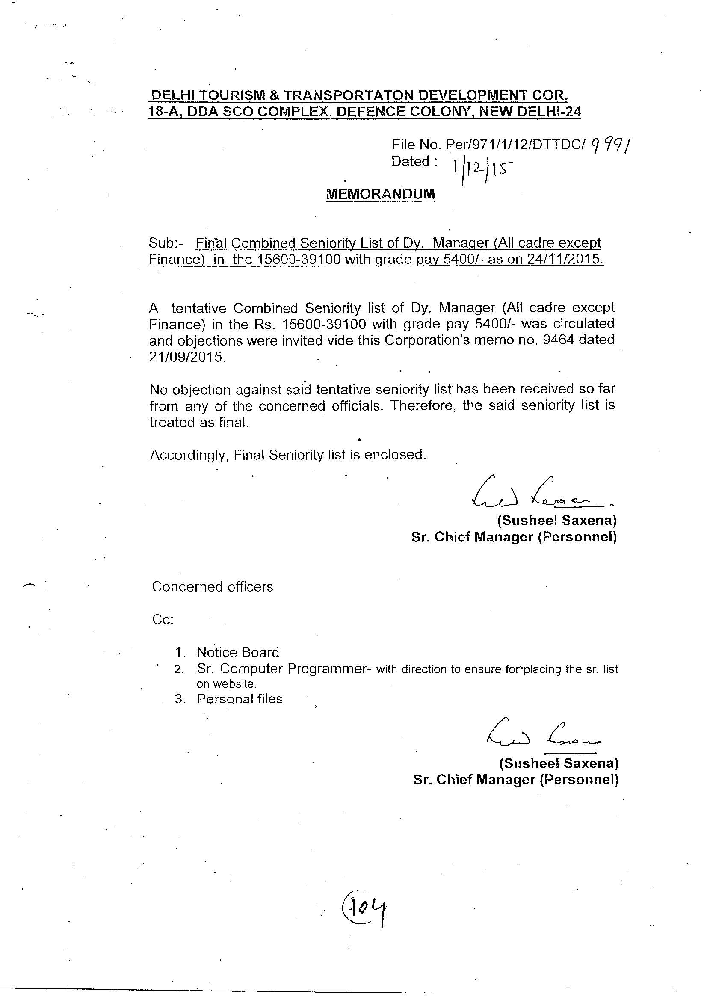 DELHI TOURISM & TRANSPORTATON DEVELOPMENT COR.
18-A, DDA SCO COMPLEX, DEFENCE COLONY, NEW DELHI-24
File No. Per/971/1/12/DTTDC/ 9991
Dated : 1/12/15
MEMORANDUM
Sub:- Final Combined Seniority List of Dy. Manager (All cadre except
Finance) in the 15600-39100 with grade pay 5400/- as on 24/11/2015.
A tentative Combined Seniority list of Dy. Manager (All cadre except
Finance) in the Rs. 15600-39100 with grade pay 5400/- was circulated
and objections were invited vide this Corporation's memo no. 9464 dated
21/09/2015.
No objection against said tentative seniority list has been received so far
from any of the concerned officials. Therefore, the said seniority list is
treated as final.
Accordingly, Final Seniority list is enclosed.
(Susheel Saxena)
Sr. Chief Manager (Personnel)
Concerned officers
Cc:
1. Notice Board
2. Sr. Computer Programmer- with direction to ensure for placing the sr. list
on website.
3. Personal files
(Susheel Saxena)
Sr. Chief Manager (Personnel)
104